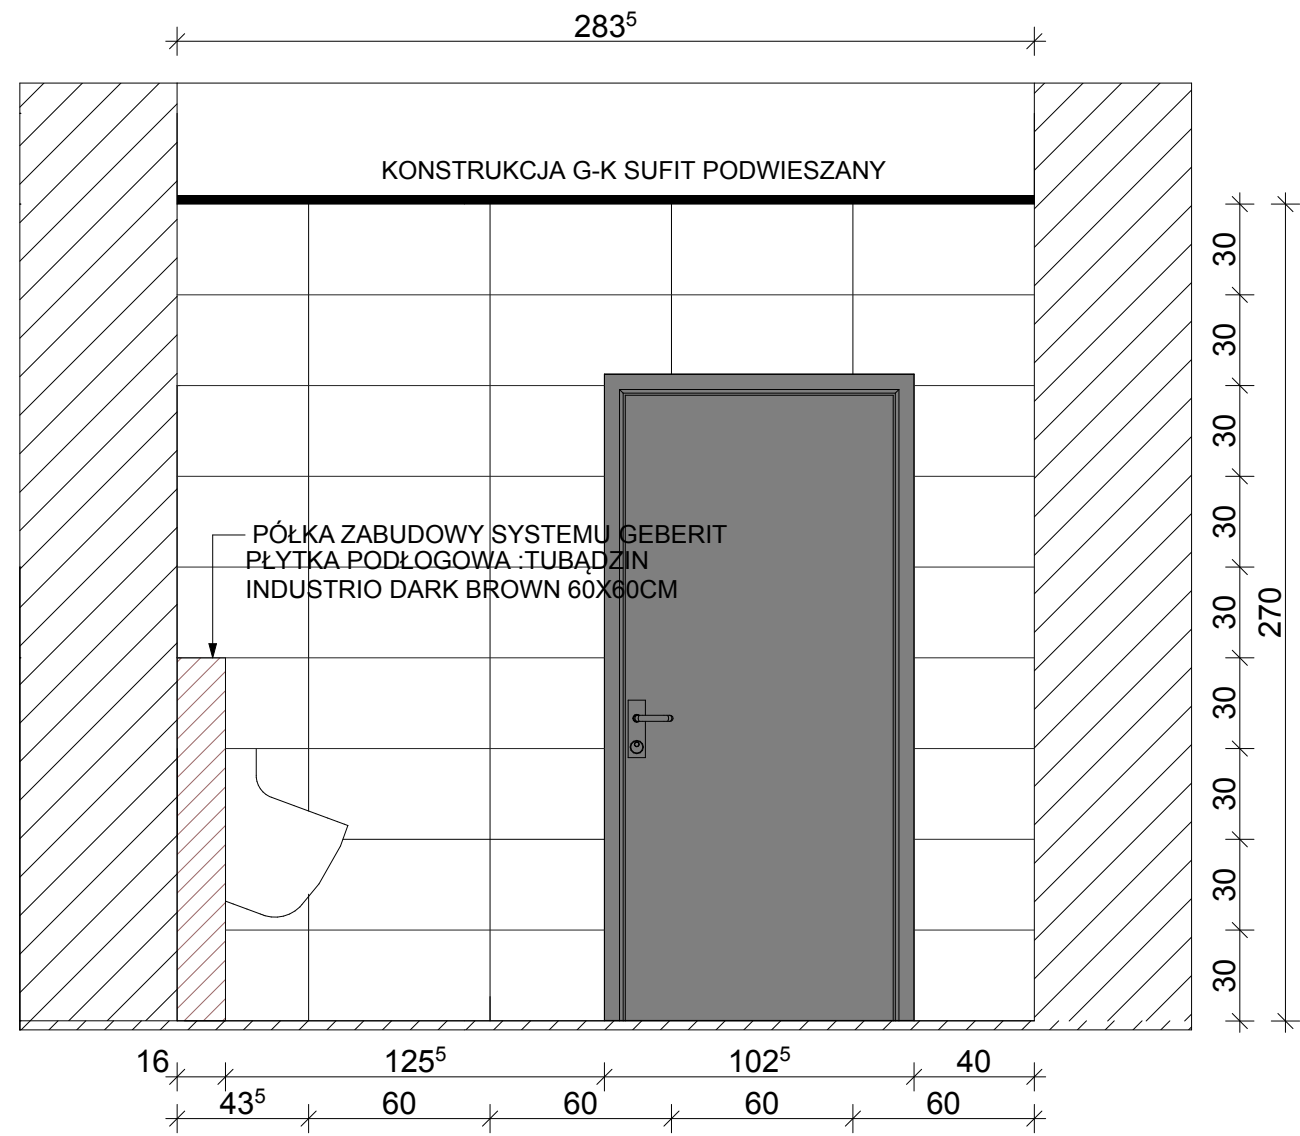 283⁵
KONSTRUKCJA G-K SUFIT PODWIESZANY
30
30
30
30
30
30
30
30
30
270
PÓŁKA ZABUDOWY SYSTEMU GEBERIT
PŁYTKA PODŁOGOWA :TUBĄDZIN
INDUSTRIO DARK BROWN 60X60CM
16 125⁵ 102⁵ 40
43⁵ 60 60 60 60